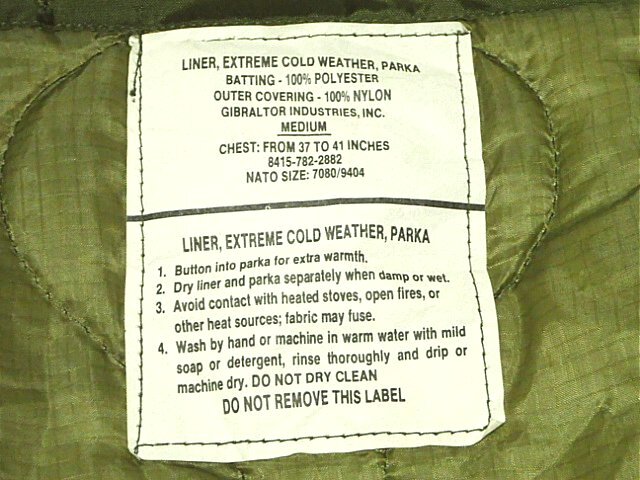 LINER, EXTREME COLD WEATHER, PARKA
BATTING - 100% POLYESTER
OUTER COVERING - 100% NYLON
GIBRALTOR INDUSTRIES, INC.
MEDIUM
CHEST: FROM 37 TO 41 INCHES
8415-782-2882
NATO SIZE: 7080/9404
LINER, EXTREME COLD WEATHER, PARKA
1. Button into parka for extra warmth.
2. Dry liner and parka separately when damp or wet.
3. Avoid contact with heated stoves, open fires, or
other heat sources; fabric may fuse.
4. Wash by hand or machine in warm water with mild
soap or detergent, rinse thoroughly and drip or
machine dry. DO NOT DRY CLEAN
DO NOT REMOVE THIS LABEL